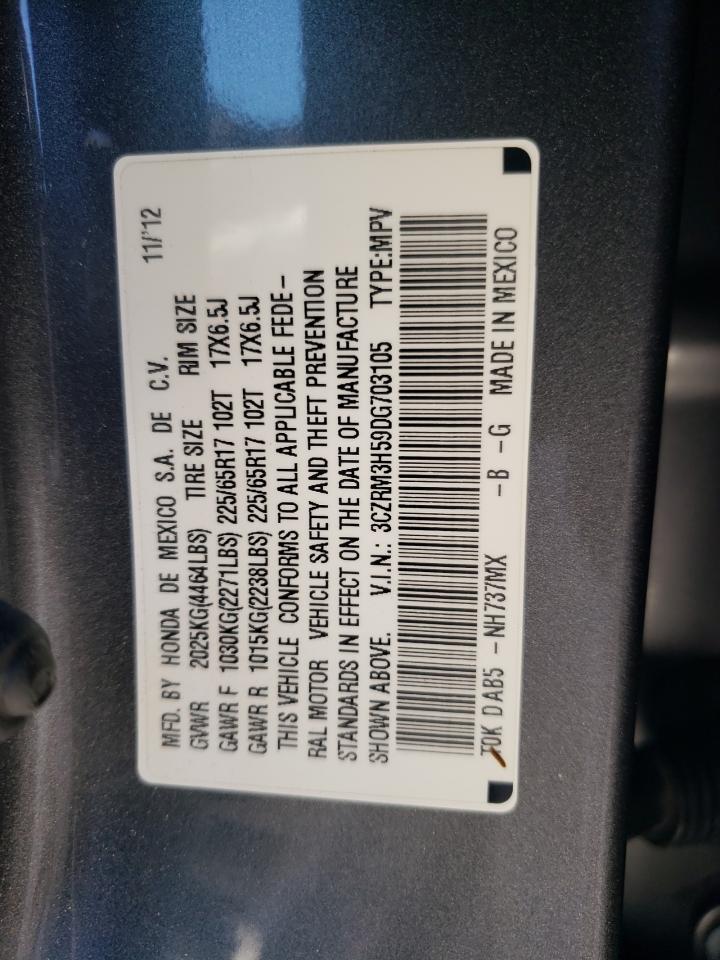 MFD. BY HONDA DE MEXICO S.A. DE C.V. 11/'12
GVWR 2025KG(4464LBS) TIRE SIZE RIM SIZE
GAWR F 1030KG(2271LBS) 225/65R17 102T 17X6.5J
GAWR R 1015KG(2238LBS) 225/65R17 102T 17X6.5J
THIS VEHICLE CONFORMS TO ALL APPLICABLE FEDE-
RAL MOTOR VEHICLE SAFETY AND THEFT PREVENTION
STANDARDS IN EFFECT ON THE DATE OF MANUFACTURE
SHOWN ABOVE. V.I.N.: 3CZRM3H59DG703105 TYPE:MPV
T0K D AB5 -NH737MX -B -G MADE IN MEXICO